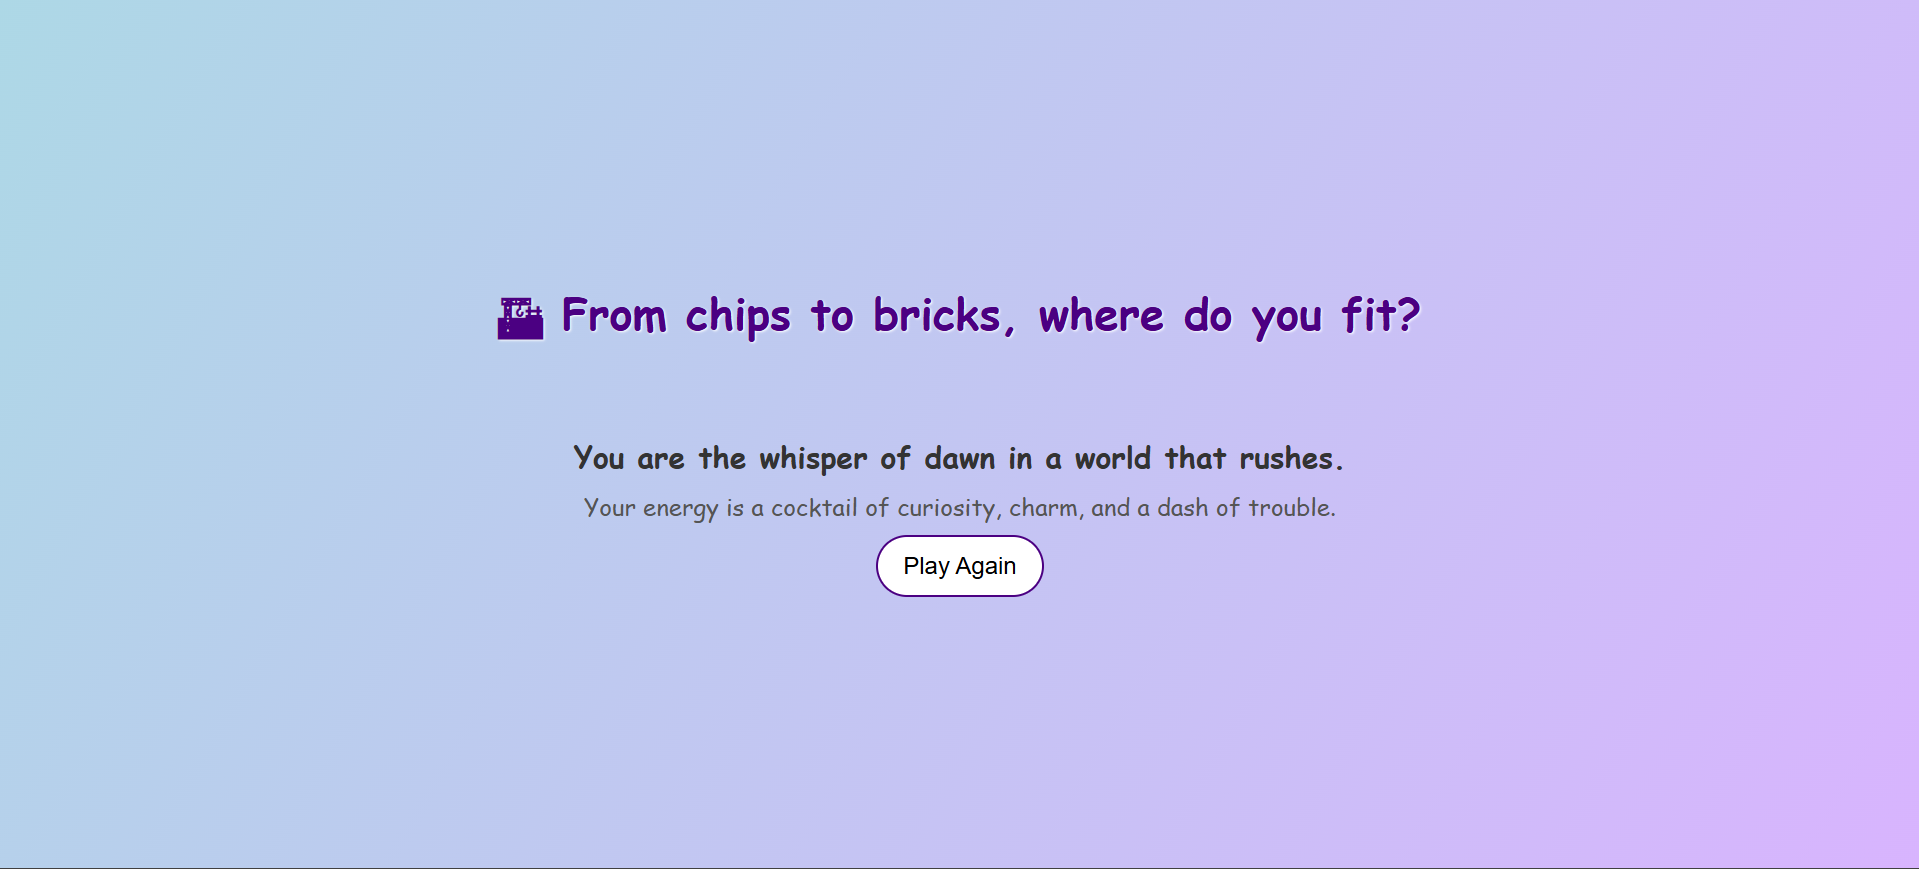 🏗 From chips to bricks, where do you fit?
You are the whisper of dawn in a world that rushes.
Your energy is a cocktail of curiosity, charm, and a dash of trouble.
Play Again